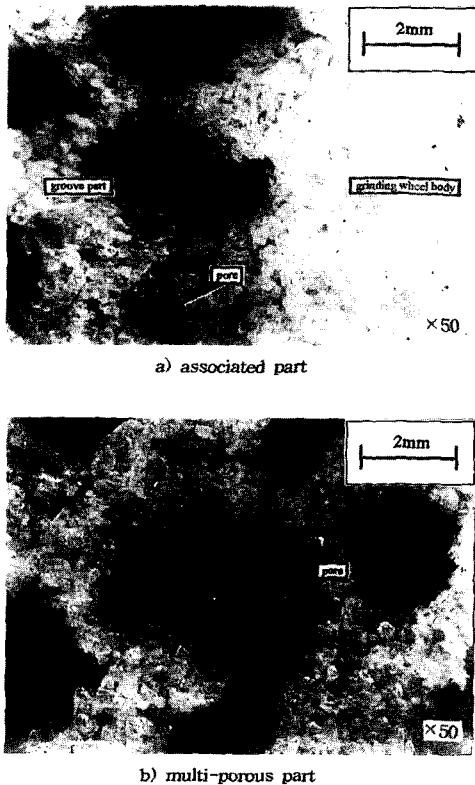 2mm
groove part
grinding wheel body
pore
×50
a) associated part
2mm
pore
×50
b) multi-porous part